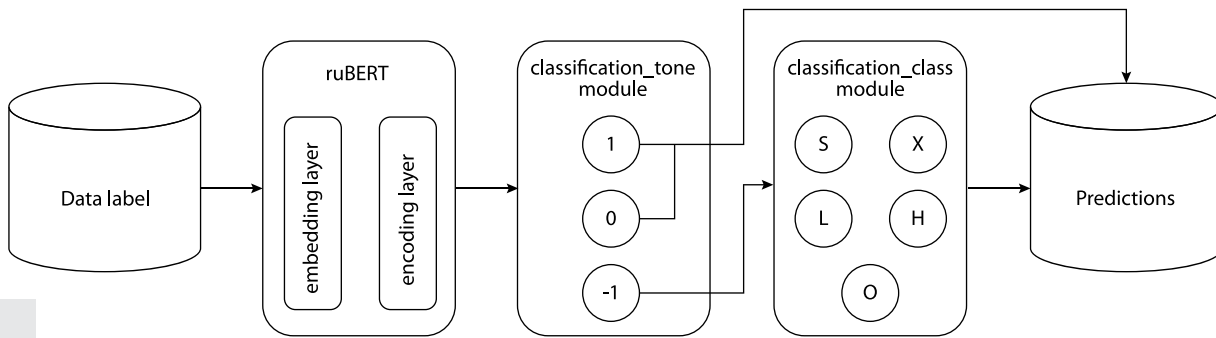 Data label
ruBERT
embedding layer
encoding layer
classification_tone
module
1
0
-1
classification_class
module
S
X
L
H
O
Predictions